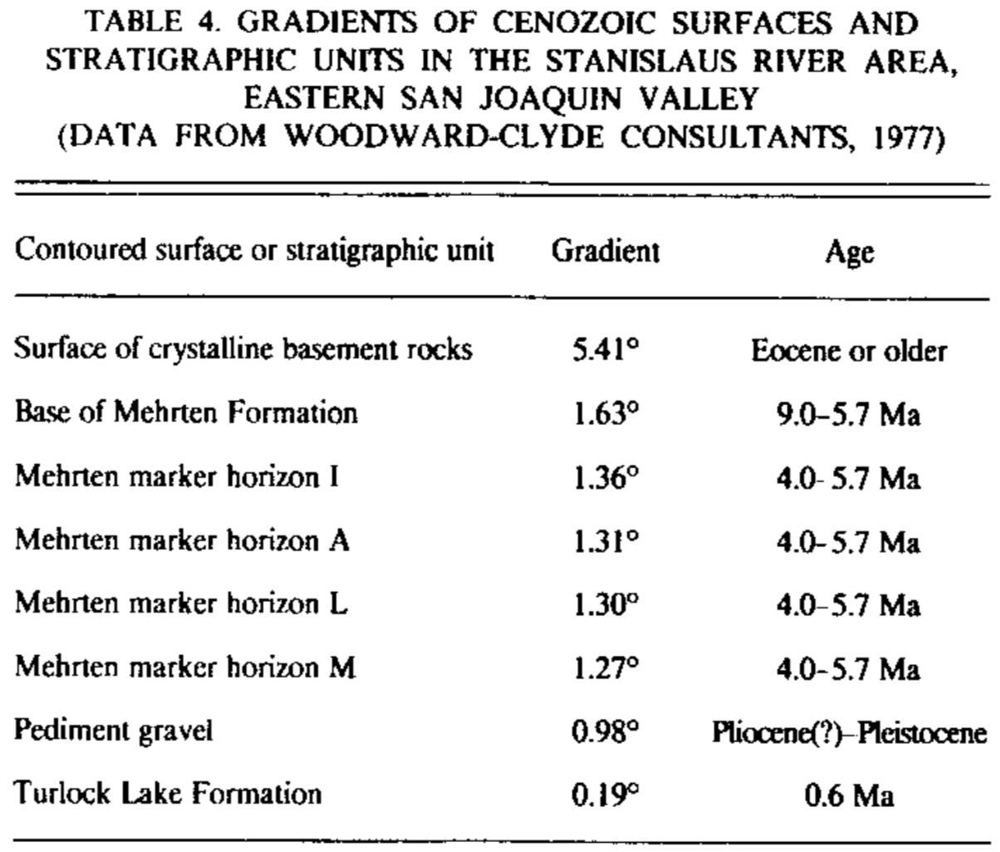 TABLE 4. GRADIENTS OF CENOZOIC SURFACES AND
STRATIGRAPHIC UNITS IN THE STANISLAUS RIVER AREA,
EASTERN SAN JOAQUIN VALLEY
(DATA FROM WOODWARD-CLYDE CONSULTANTS, 1977)
Contoured surface or stratigraphic unit Gradient Age
Surface of crystalline basement rocks 5.41° Eocene or older
Base of Mehrten Formation 1.63° 9.0–5.7 Ma
Mehrten marker horizon I 1.36° 4.0-5.7 Ma
Mehrten marker horizon A 1.31° 4.0–5.7 Ma
Mehrten marker horizon L 1.30° 4.0–5.7 Ma
Mehrten marker horizon M 1.27° 4.0–5.7 Ma
Pediment gravel 0.98° Pliocene(?)–Pleistocene
Turlock Lake Formation 0.19° 0.6 Ma